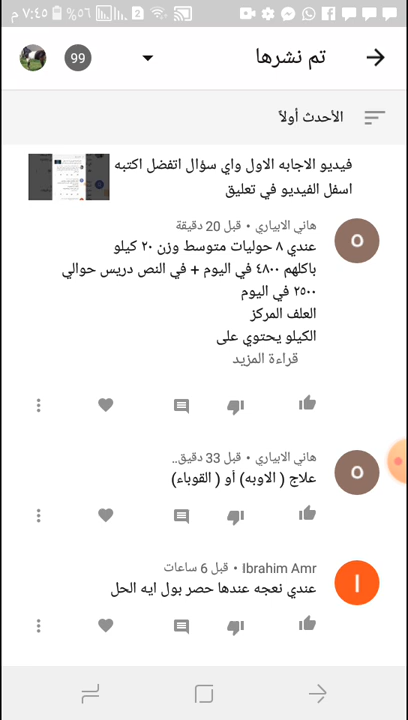 ٧:٤٥ م
٥٦%
2
تم نشرها
99
الأحدث أولاً
فيديو الاجابه الاول واي سؤال اتفضل اكتبه
اسفل الفيديو في تعليق
هاني الابياري • قبل 20 دقيقة
عندي ٨ حوليات متوسط وزن ٢٠ كيلو
باكلهم ٤٨٠٠ في اليوم + في النص دريس حوالي
٢٥٠٠ في اليوم
العلف المركز
الكيلو يحتوي على
قراءة المزيد
هاني الابياري • قبل 33 دقيق..
علاج ( الاوبه) أو ( القوباء)
Ibrahim Amr • قبل 6 ساعات
عندي نعجه عندها حصر بول ايه الحل